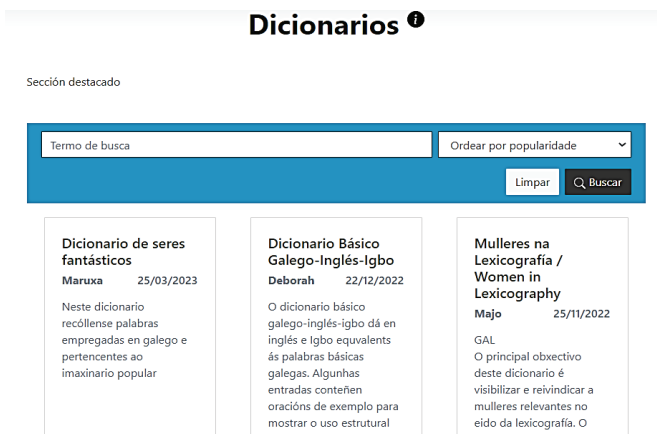 Dicionarios
Sección destacado
Termo de busca
Ordear por popularidade
Limpar
Buscar
Dicionario de seres
fantásticos
Maruxa 25/03/2023
Neste dicionario
recóllense palabras
empregadas en galego e
pertencentes ao
imaxinario popular
Dicionario Básico
Galego-Inglés-Igbo
Deborah 22/12/2022
O dicionario básico
galego-inglés-igbo dá en
inglés e Igbo equvalents
ás palabras básicas
galegas. Algunhas
entradas conteñen
oracións de exemplo para
mostrar o uso estrutural
Mulleres na
Lexicografía /
Women in
Lexicography
Majo 25/11/2022
GAL
O principal obxectivo
deste dicionario é
visibilizar e reivindicar a
mulleres relevantes no
eido da lexicografía. O